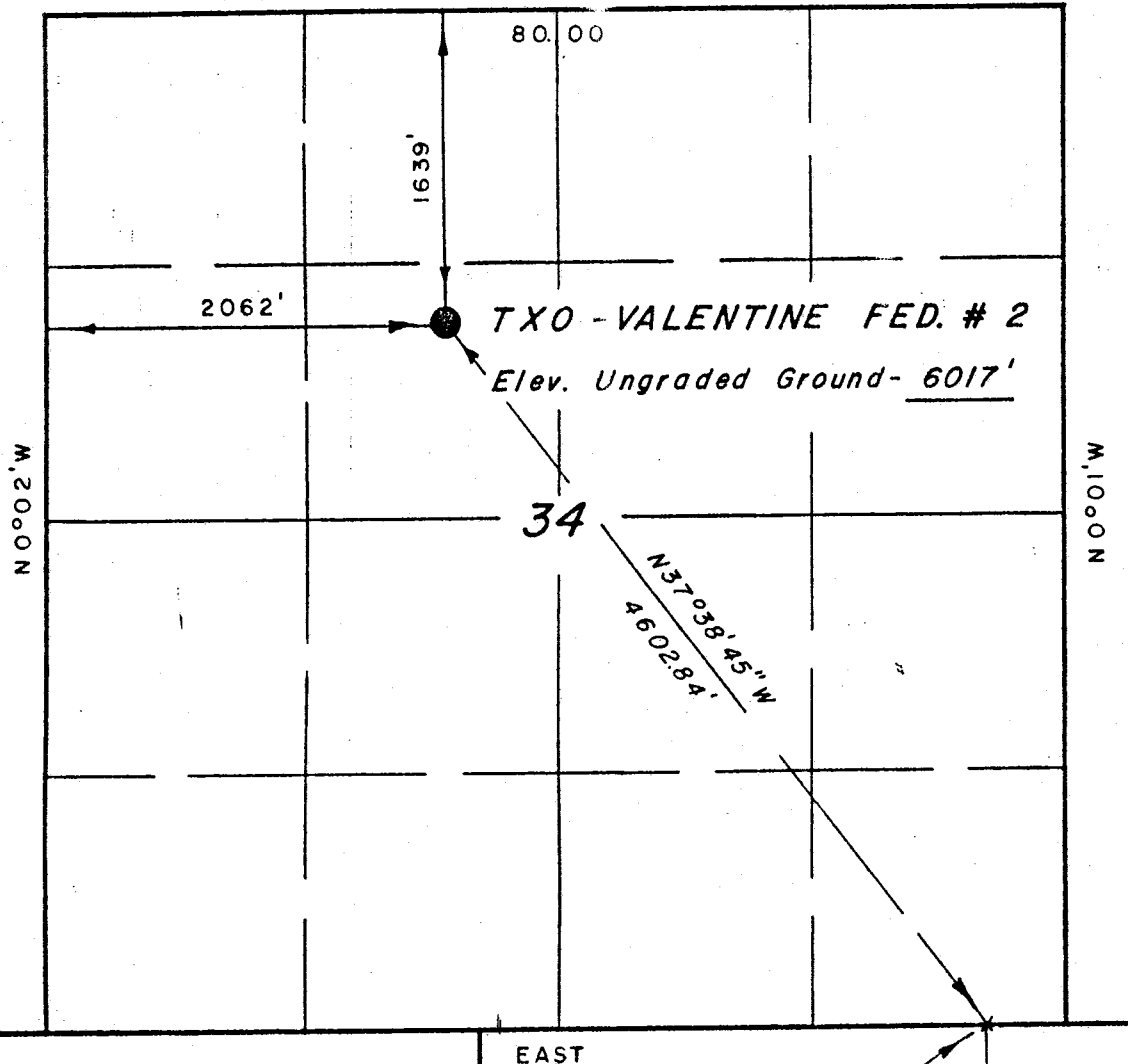 80.00
1639'
2062'
TXO - VALENTINE FED. # 2
Elev. Ungraded Ground - 6017'
N0°02'W
N0°01'W
34
N37°38'45"W
4602.84'
EAST